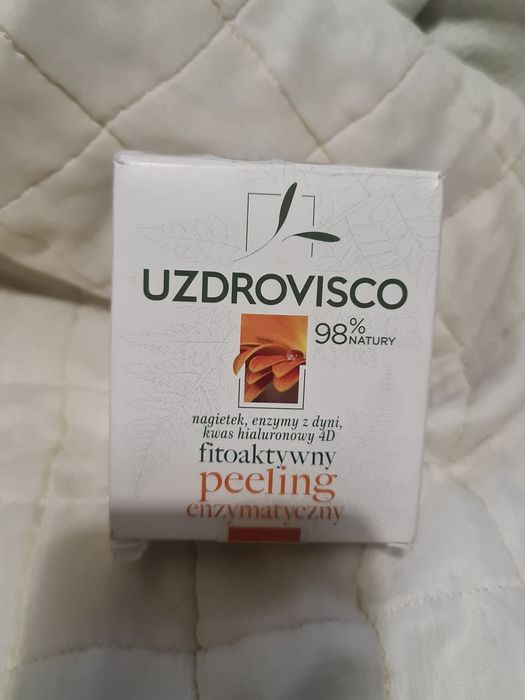 UZDROVISCO
98%
NATURY
nagietek, enzymy z dyni,
kwas hialuronowy 4D
fitoaktywny
peeling
enzymatyczny